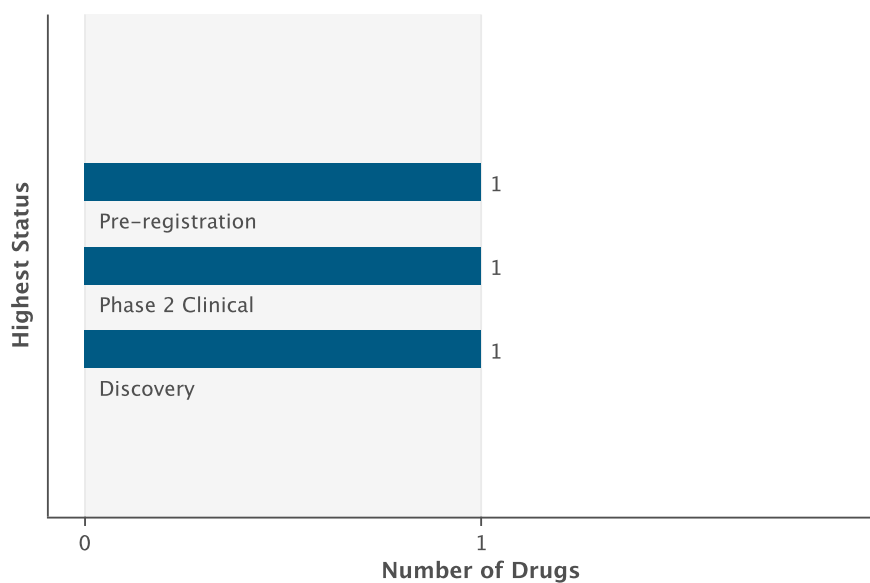 Highest Status
1
Pre-registration
1
Phase 2 Clinical
1
Discovery
0
1
Number of Drugs